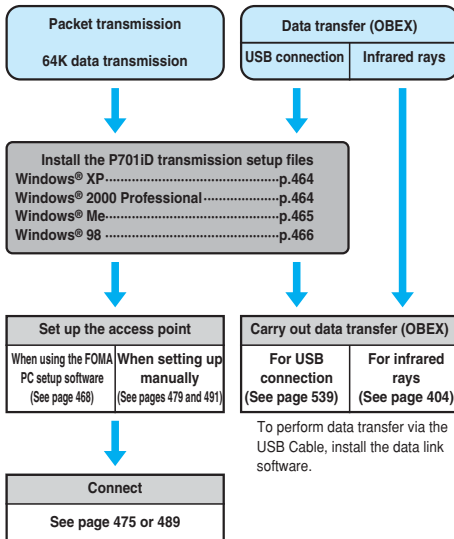 Packet transmission
64K data transmission
Data transfer (OBEX)
USB connection
Infrared rays
Install the P701iD transmission setup files
Windows® XP·············································p.464
Windows® 2000 Professional··················p.464
Windows® Me···········································p.465
Windows® 98 ···········································p.466
Set up the access point
When using the FOMA
PC setup software
(See page 468)
When setting up
manually
(See pages 479 and 491)
Carry out data transfer (OBEX)
For USB
connection
(See page 539)
For infrared
rays
(See page 404)
To perform data transfer via the
USB Cable, install the data link
software.
Connect
See page 475 or 489